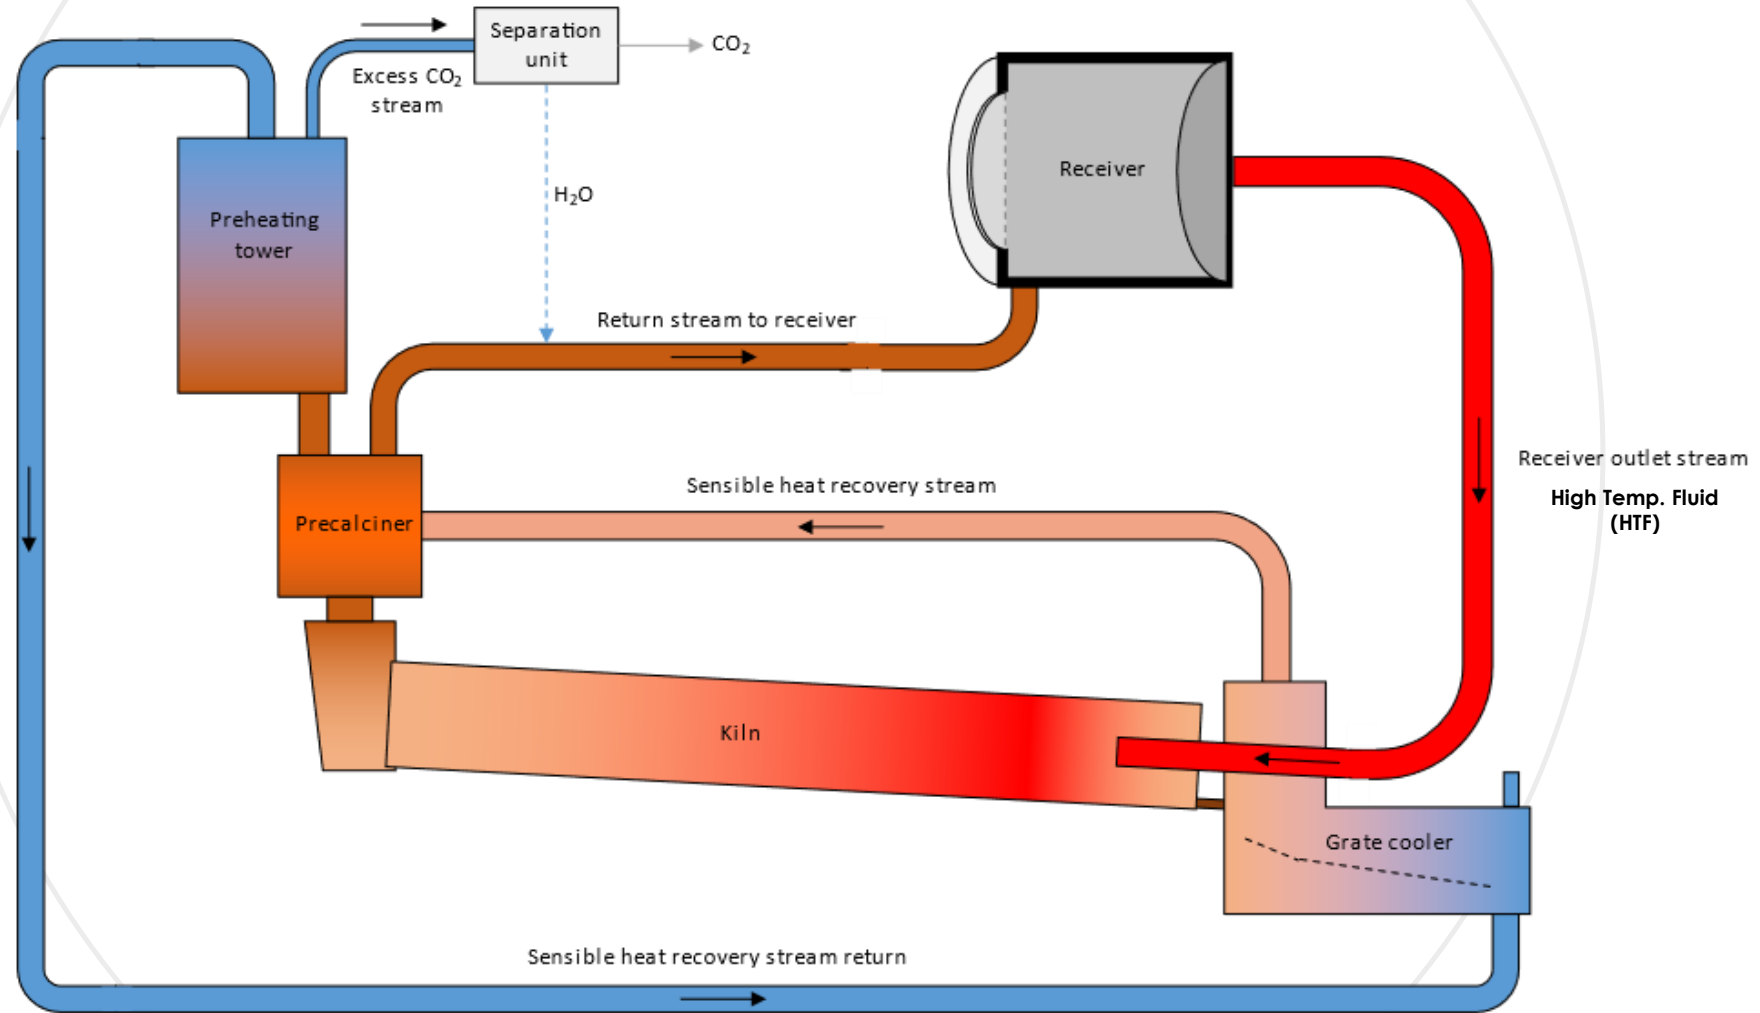 Separation
unit
CO₂
Excess CO₂
stream
H₂O
Receiver
Preheating
tower
Return stream to receiver
Receiver outlet stream
High Temp. Fluid
(HTF)
Sensible heat recovery stream
Precalciner
Kiln
Grate cooler
Sensible heat recovery stream return